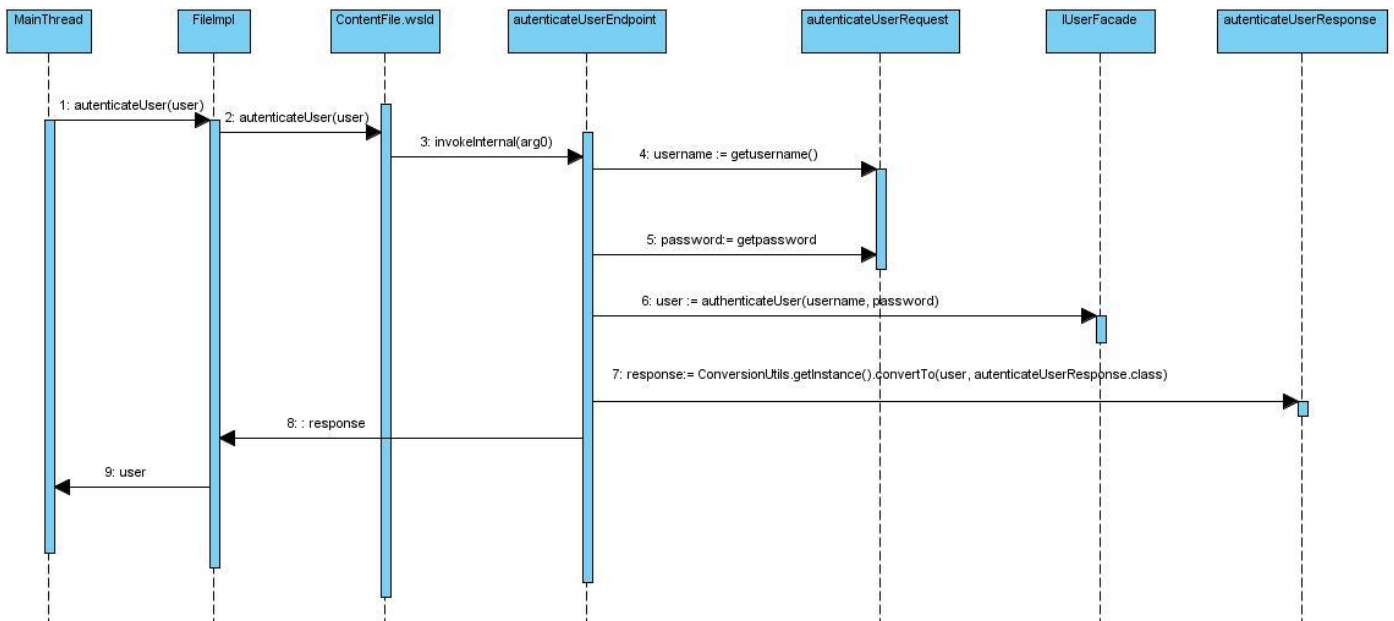 MainThread
FileImpl
ContentFile.wsld
autenticateUserEndpoint
autenticateUserRequest
IUserFacade
autenticateUserResponse
1: autenticateUser(user)
2: autenticateUser(user)
3: invokeInternal(arg0)
4: username := getusername()
5: password:= getpassword
6: user := authenticateUser(username, password)
7: response:= ConversionUtils.getInstance().convertTo(user, autenticateUserResponse.class)
8: : response
9: user